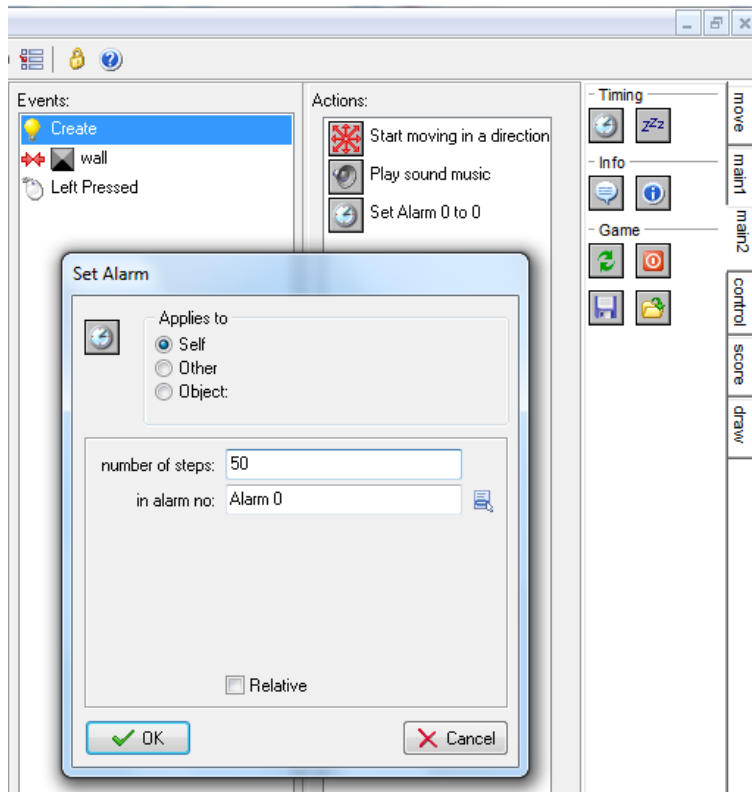 Events:
Create
wall
Left Pressed
Actions:
Start moving in a direction
Play sound music
Set Alarm 0 to 0
Timing
zZz
Info
Game
move
main1
main2
control
score
draw
Set Alarm
Applies to
Self
Other
Object:
number of steps: 50
in alarm no: Alarm 0
Relative
OK
Cancel